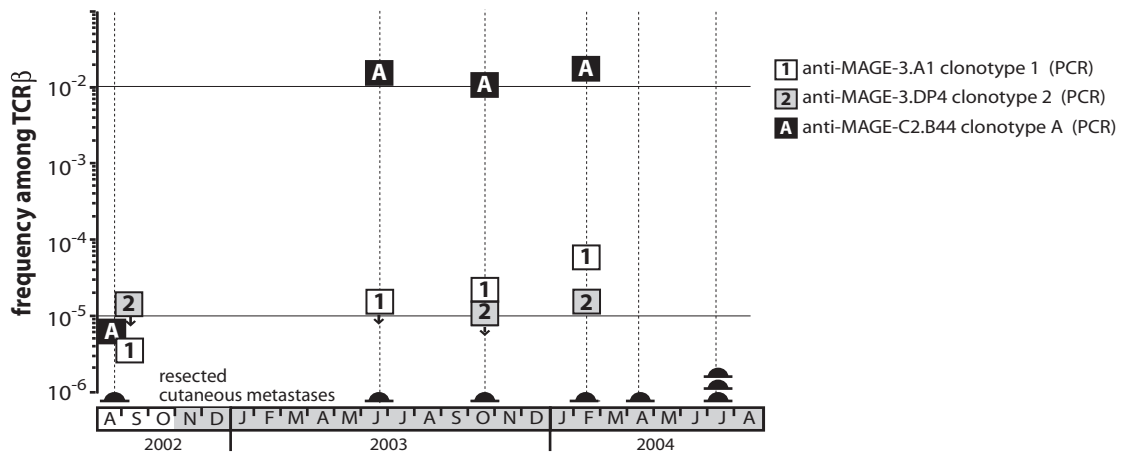 frequency among TCRβ
10-2
10-3
10-4
10-5
10-6
A
A
A
A
1
2
1
1
2
1
2
resected
cutaneous metastases
A S O N D J F M A M J J A S O N D J F M A M J J A
2002 2003 2004
1 anti-MAGE-3.A1 clonotype 1 (PCR)
2 anti-MAGE-3.DP4 clonotype 2 (PCR)
A anti-MAGE-C2.B44 clonotype A (PCR)